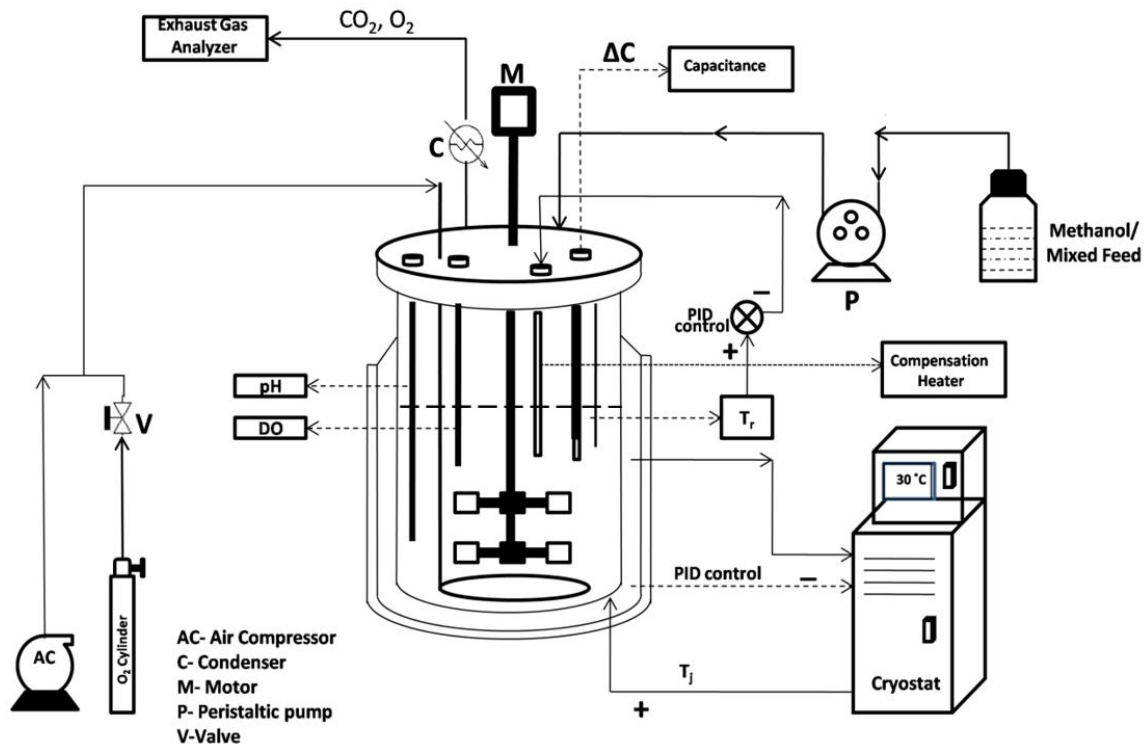 Exhaust Gas
Analyzer
CO₂, O₂
M
ΔC
Capacitance
C
P
Methanol/
Mixed Feed
PID
control
−
+
Compensation
Heater
pH
DO
Tᵣ
V
30 ˚C
PID control
−
Tⱼ
+
Cryostat
AC
O₂ Cylinder
AC- Air Compressor
C- Condenser
M- Motor
P- Peristaltic pump
V-Valve